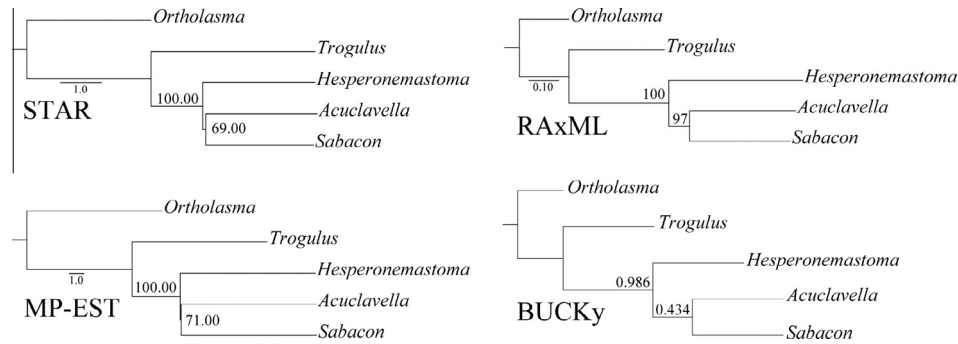 Ortholasma
Trogulus
Hesperonemastoma
1.0
100.00
STAR
Acuclavella
69.00
Sabacon
Ortholasma
Trogulus
Hesperonemastoma
0.10
100
RAxML
Acuclavella
97
Sabacon
Ortholasma
Trogulus
Hesperonemastoma
1.0
100.00
MP-EST
Acuclavella
71.00
Sabacon
Ortholasma
Trogulus
Hesperonemastoma
0.986
BUCKy
Acuclavella
0.434
Sabacon